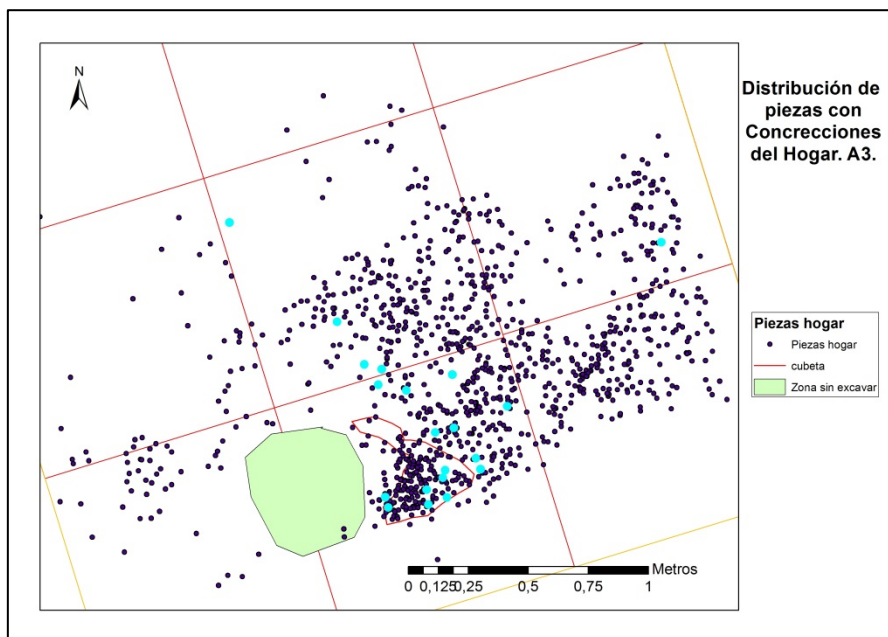 N
Distribución de
piezas con
Concrecciones
del Hogar. A3.
Piezas hogar
Piezas hogar
cubeta
Zona sin excavar
Metros
0 0,125 0,25 0,5 0,75 1